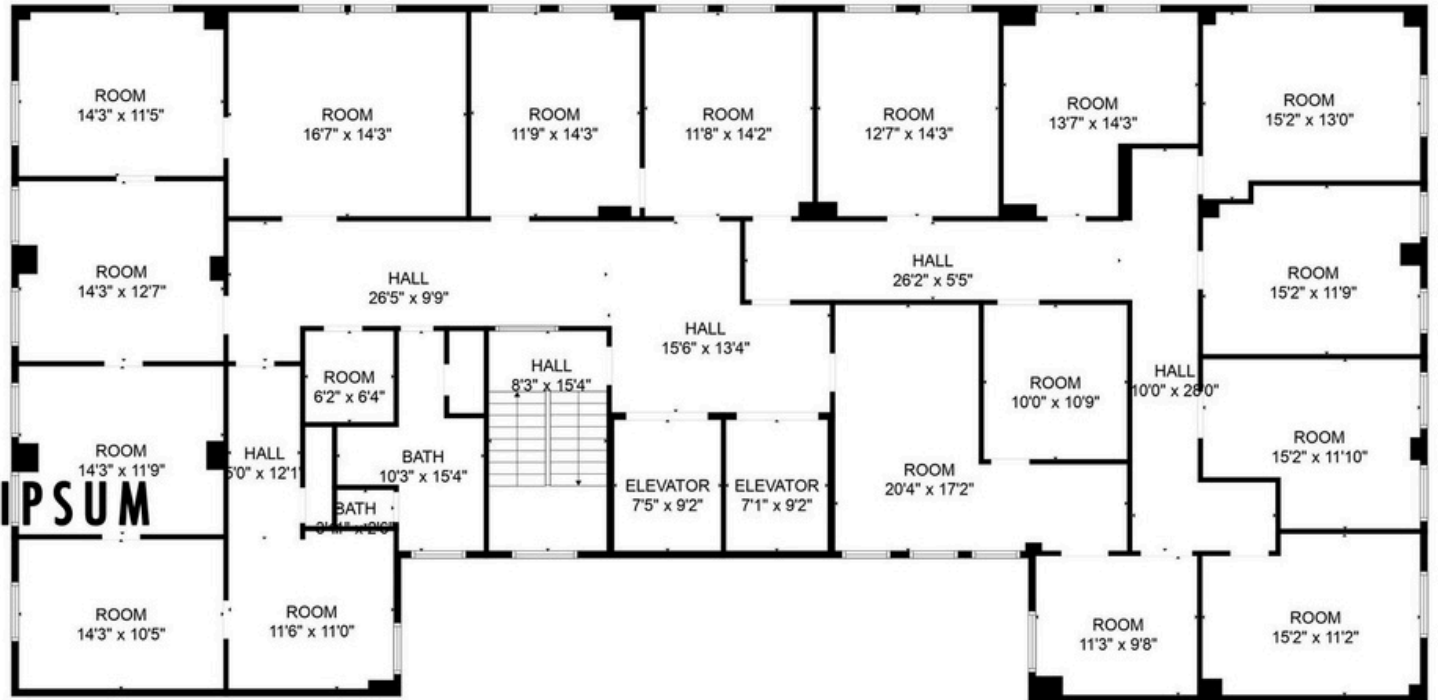 ROOM
14'3" x 11'5"
ROOM
16'7" x 14'3"
ROOM
11'9" x 14'3"
ROOM
11'8" x 14'2"
ROOM
12'7" x 14'3"
ROOM
13'7" x 14'3"
ROOM
15'2" x 13'0"
ROOM
14'3" x 12'7"
HALL
26'5" x 9'9"
HALL
26'2" x 5'5"
ROOM
15'2" x 11'9"
HALL
15'6" x 13'4"
ROOM
6'2" x 6'4"
HALL
8'3" x 15'4"
ROOM
10'0" x 10'9"
HALL
10'0" x 28'0"
ROOM
14'3" x 11'9"
HALL
5'0" x 12'1"
BATH
10'3" x 15'4"
ROOM
20'4" x 17'2"
ROOM
15'2" x 11'10"
ELEVATOR
7'5" x 9'2"
ELEVATOR
7'1" x 9'2"
IPSUM
BATH
ROOM
14'3" x 10'5"
ROOM
11'6" x 11'0"
ROOM
11'3" x 9'8"
ROOM
15'2" x 11'2"